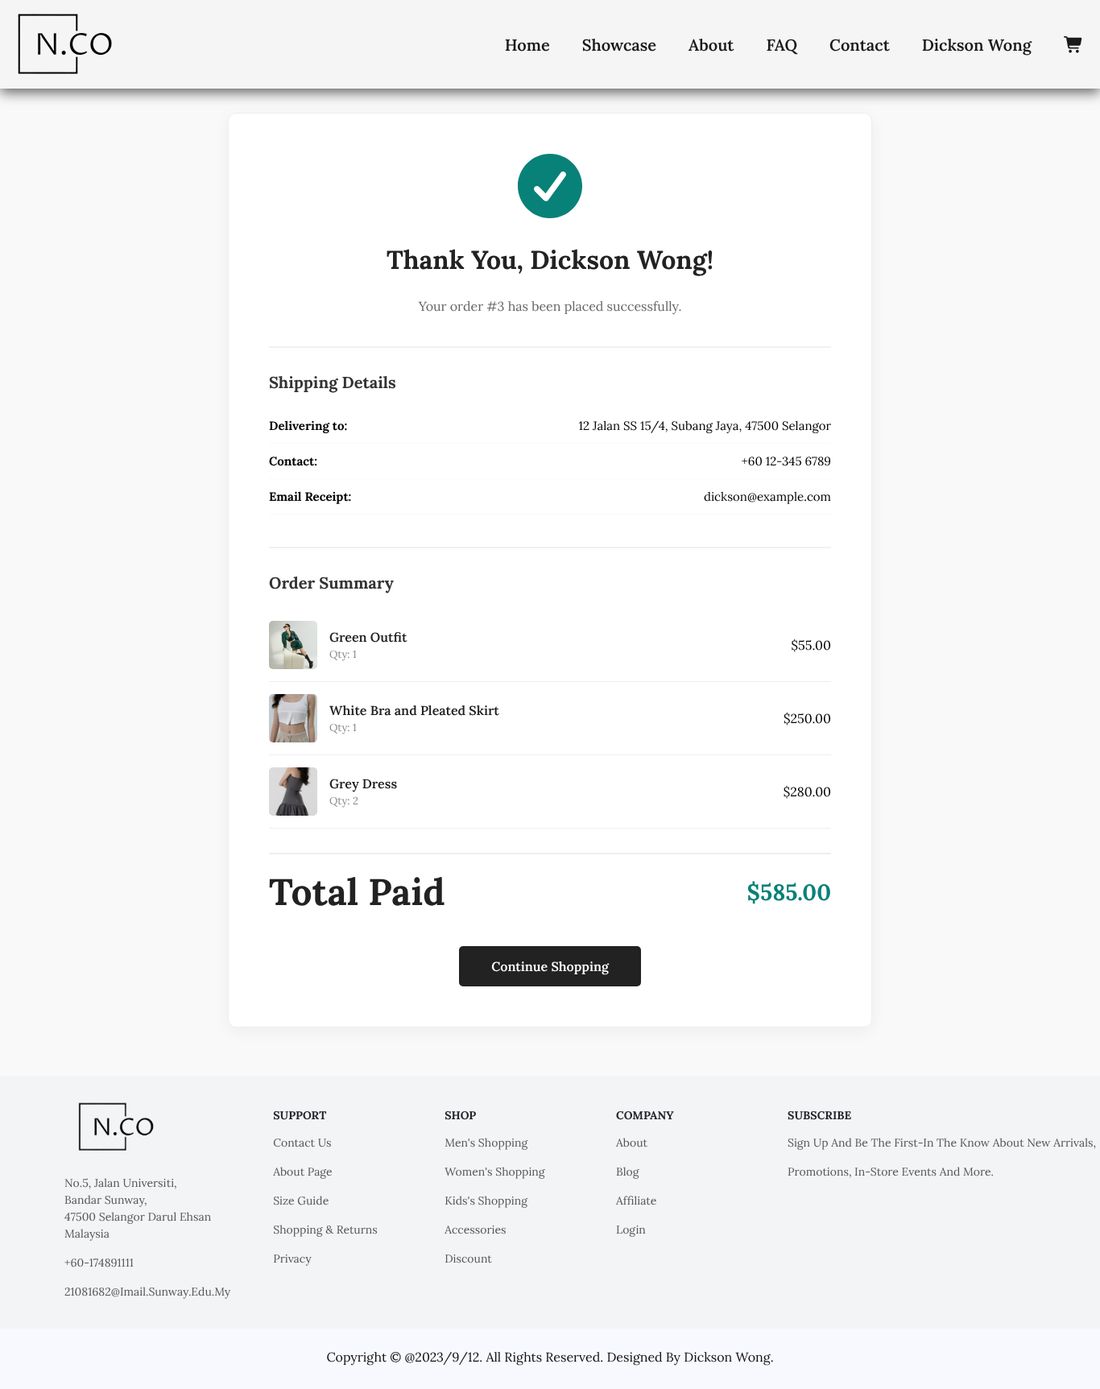 N.CO
Home Showcase About FAQ Contact Dickson Wong
Thank You, Dickson Wong!
Your order #3 has been placed successfully.
Shipping Details
Delivering to: 12 Jalan SS 15/4, Subang Jaya, 47500 Selangor
Contact: +60 12-345 6789
Email Receipt: dickson@example.com
Order Summary
Green Outfit
Qty: 1
$55.00
White Bra and Pleated Skirt
Qty: 1
$250.00
Grey Dress
Qty: 2
$280.00
Total Paid $585.00
Continue Shopping
N.CO
No.5, Jalan Universiti,
Bandar Sunway,
47500 Selangor Darul Ehsan
Malaysia
+60-174891111
21081682@Imail.Sunway.Edu.My
SUPPORT
Contact Us
About Page
Size Guide
Shopping & Returns
Privacy
SHOP
Men's Shopping
Women's Shopping
Kid's Shopping
Accessories
Discount
COMPANY
About
Blog
Affiliate
Login
SUBSCRIBE
Sign Up And Be The First-In The Know About New Arrivals,
Promotions, In-Store Events And More.
Copyright © @2023/9/12. All Rights Reserved. Designed By Dickson Wong.